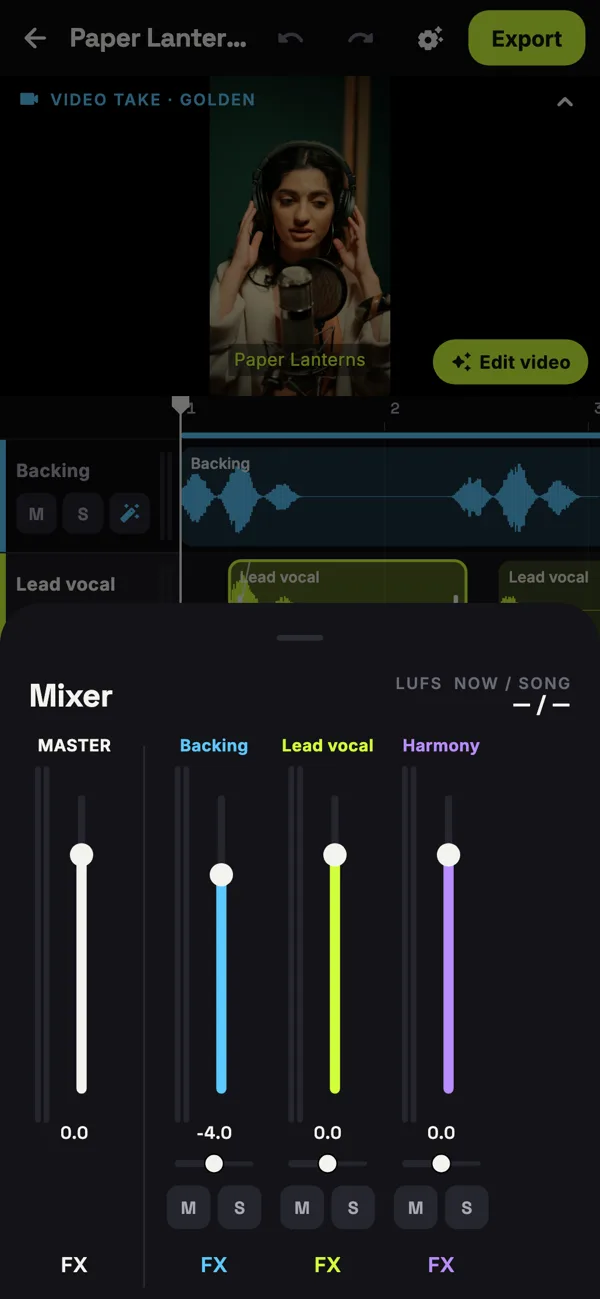 Paper Lanter...
Export
VIDEO TAKE · GOLDEN
Paper Lanterns
Edit video
1
2
3
Backing
M S
Backing
Lead vocal
Lead vocal
Lead vocal
Mixer
LUFS NOW / SONG
– / –
MASTER
Backing
Lead vocal
Harmony
0.0
-4.0
0.0
0.0
M S M S M S
FX
FX
FX
FX